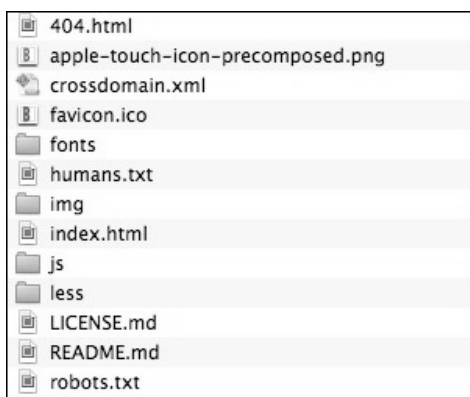 404.html
apple-touch-icon-precomposed.png
crossdomain.xml
favicon.ico
fonts
humans.txt
img
index.html
js
less
LICENSE.md
README.md
robots.txt